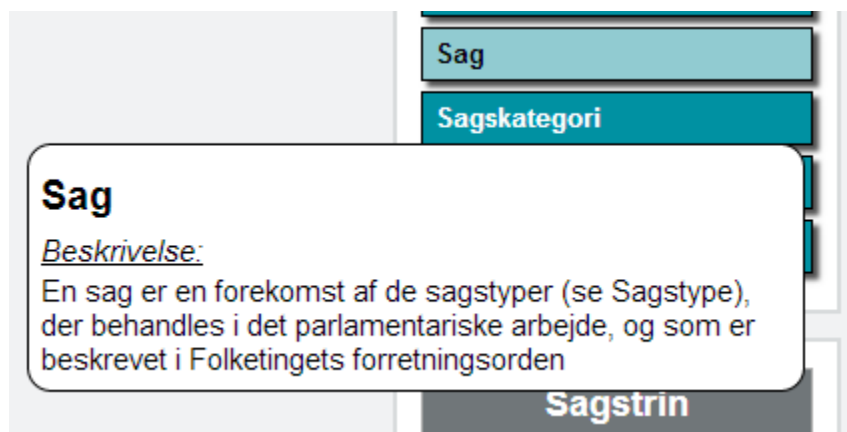 Sag
Sagskategori
Sag
Beskrivelse:
En sag er en forekomst af de sagstyper (se Sagstype),
der behandles i det parlamentariske arbejde, og som er
beskrevet i Folketingets forretningsorden
Sagstrin